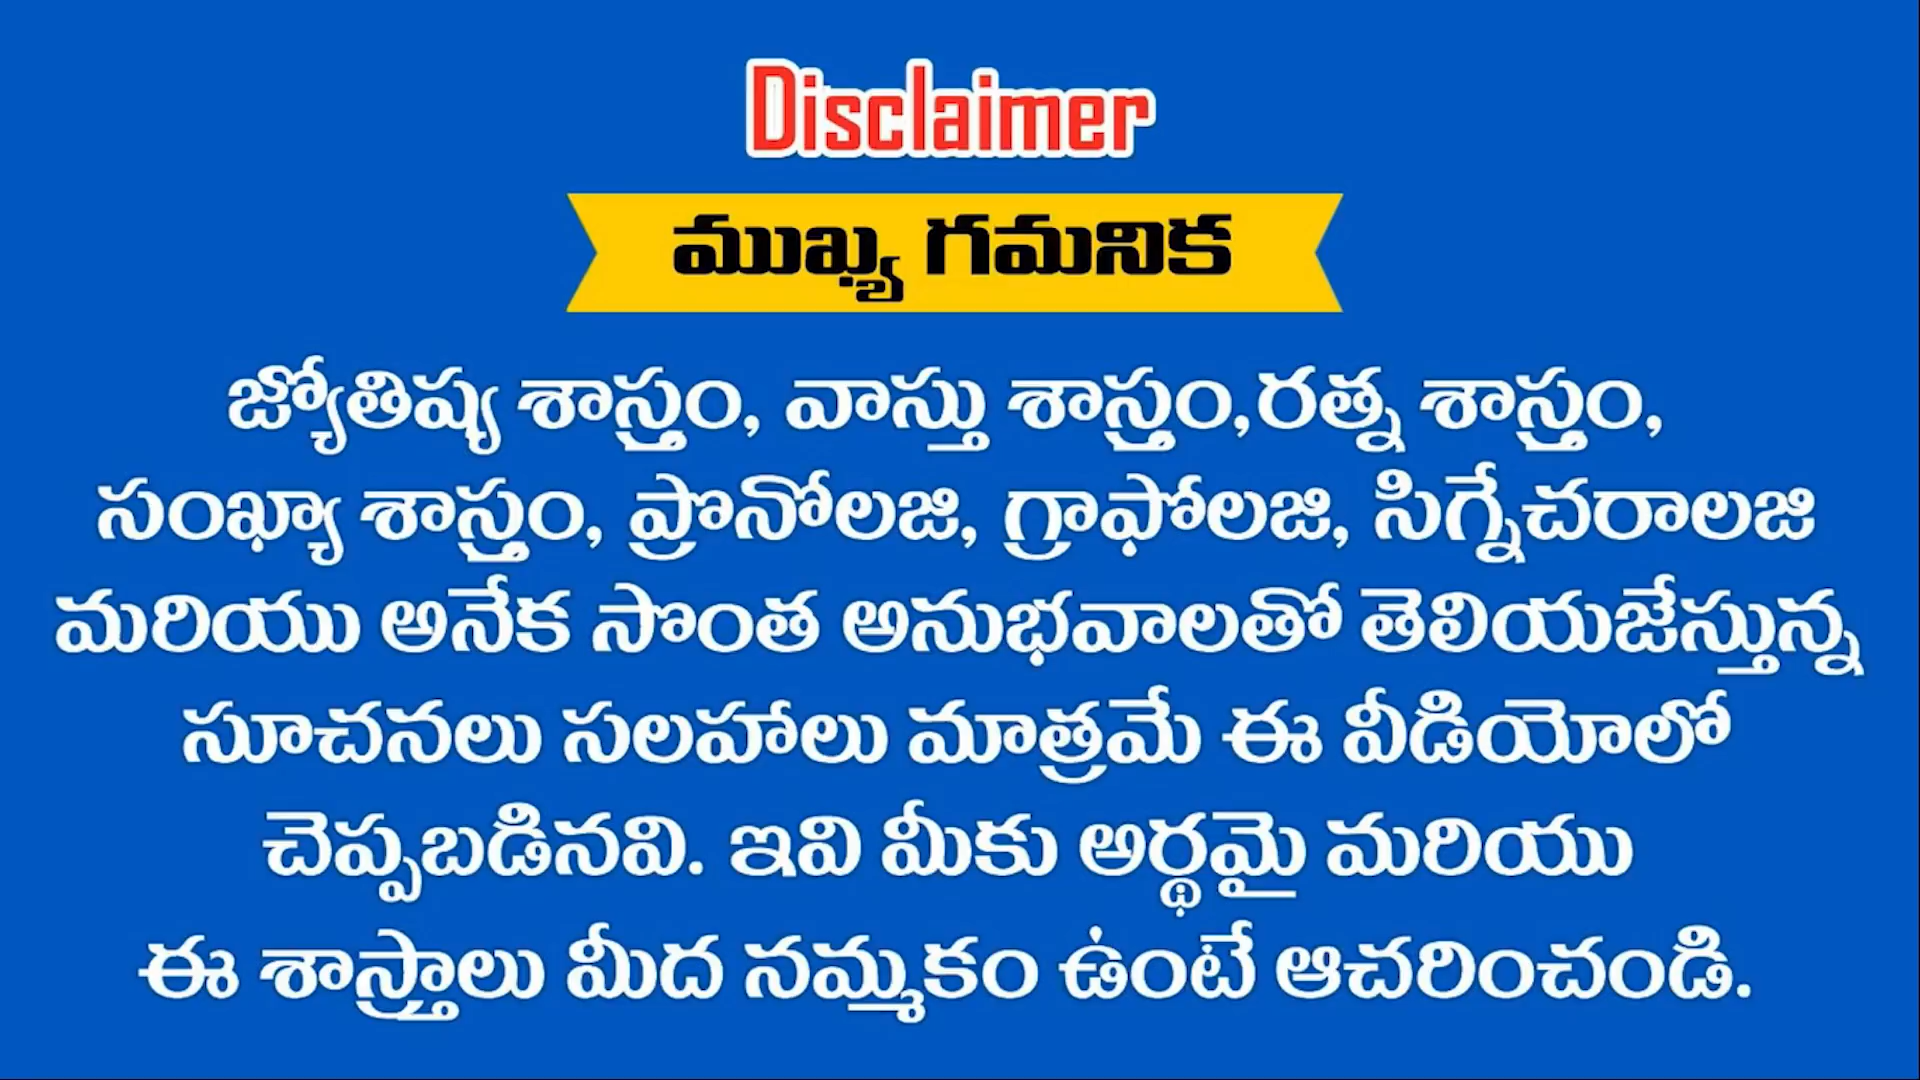 Disclaimer
ముఖ్య గమనిక
జ్యోతిష్య శాస్త్రం, వాస్తు శాస్త్రం,రత్న శాస్త్రం,
సంఖ్యా శాస్త్రం, ప్రొనోలజి, గ్రాఫోలజి, సిగ్నేచరాలజి
మరియు అనేక సొంత అనుభవాలతో తెలియజేస్తున్న
సూచనలు సలహాలు మాత్రమే ఈ వీడియోలో
చెప్పబడినవి. ఇవి మీకు అర్థమై మరియు
ఈ శాస్త్రాలు మీద నమ్మకం ఉంటే ఆచరించండి.